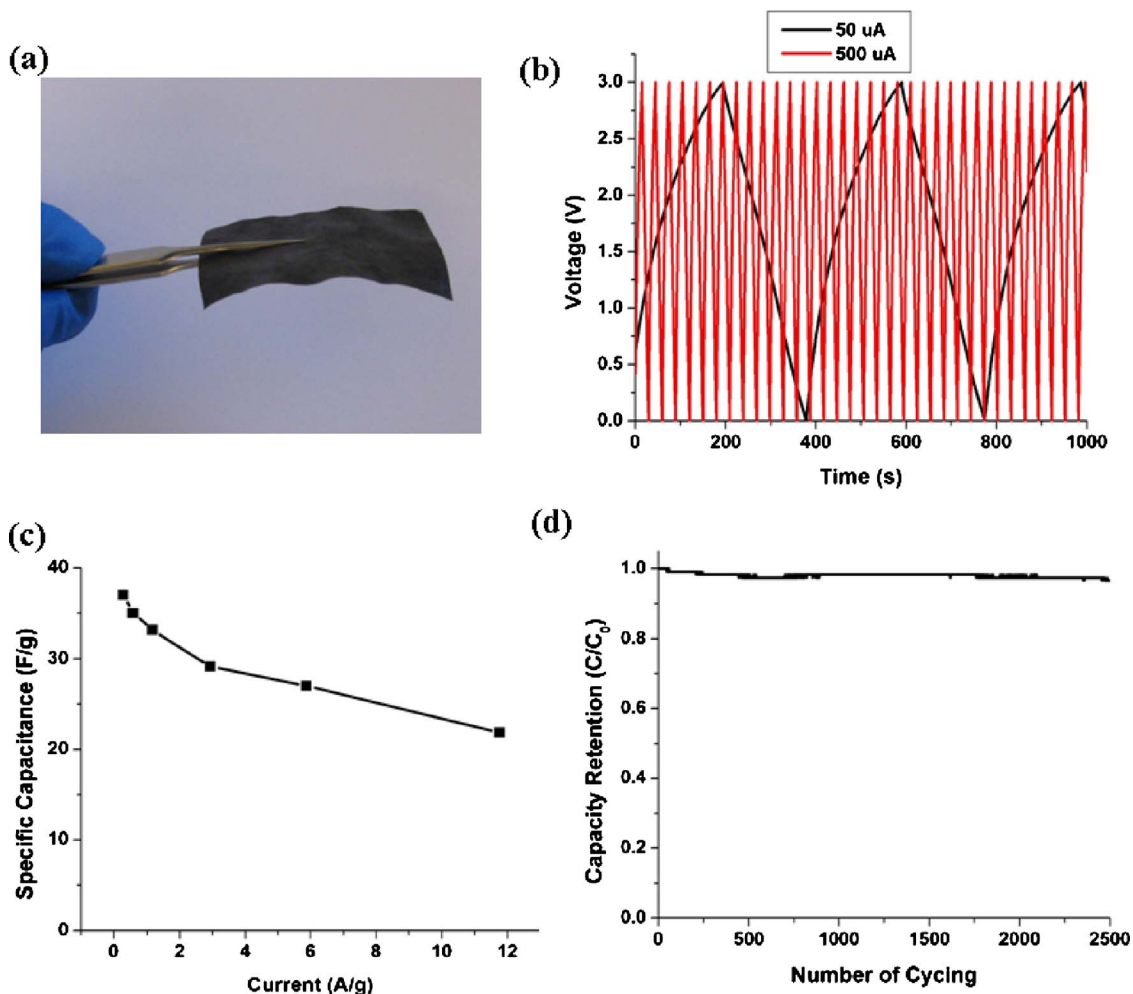 (a)
(b)
50 uA
500 uA
3.0
2.5
2.0
1.5
1.0
0.5
0.0
Voltage (V)
0 200 400 600 800 1000
Time (s)
(c)
40
30
20
10
0
Specific Capacitance (F/g)
0 2 4 6 8 10 12
Current (A/g)
(d)
1.0
0.8
0.6
0.4
0.2
0.0
Capacity Retention (C/C₀)
0 500 1000 1500 2000 2500
Number of Cycing